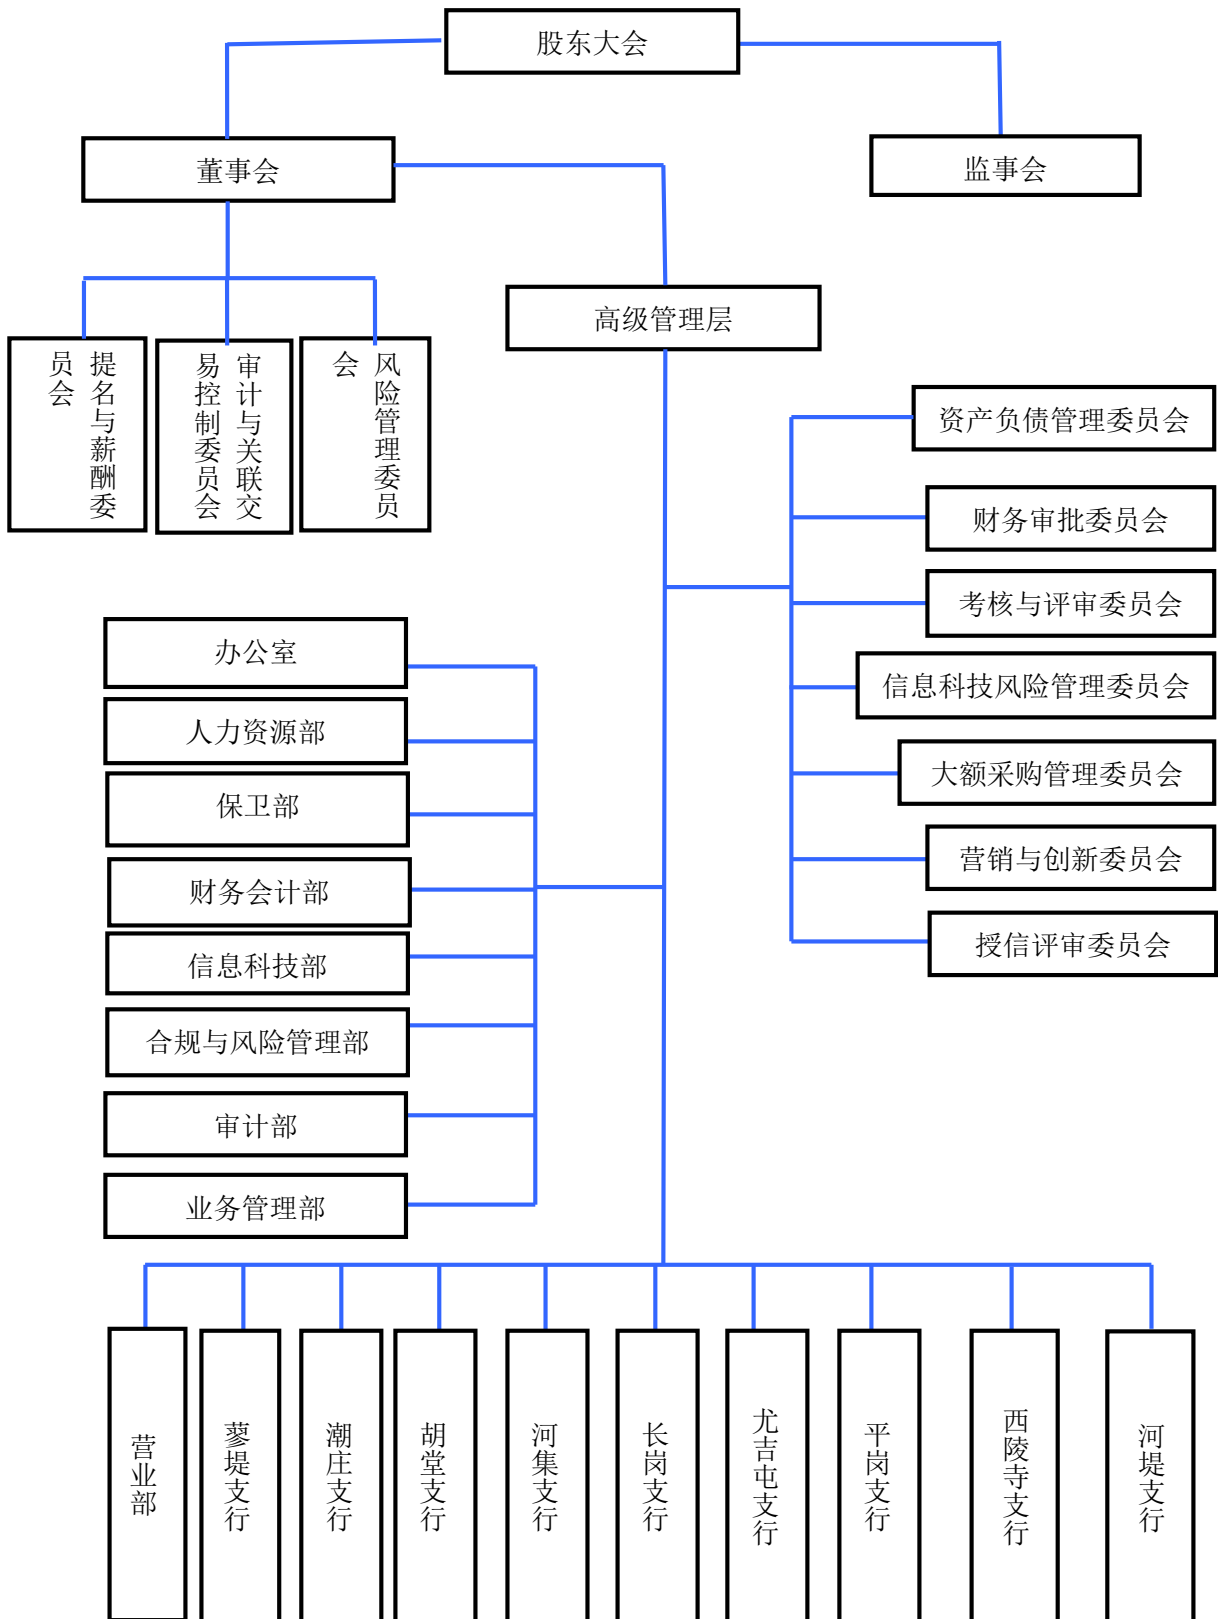 股东大会
董事会
监事会
高级管理层
提名与薪酬委
员会
审计与关联交
易控制委员会
风险管理委员
会
资产负债管理委员会
财务审批委员会
考核与评审委员会
信息科技风险管理委员会
大额采购管理委员会
营销与创新委员会
授信评审委员会
办公室
人力资源部
保卫部
财务会计部
信息科技部
合规与风险管理部
审计部
业务管理部
营业部
蓼堤支行
潮庄支行
胡堂支行
河集支行
长岗支行
尤吉屯支行
平岗支行
西陵寺支行
河堤支行